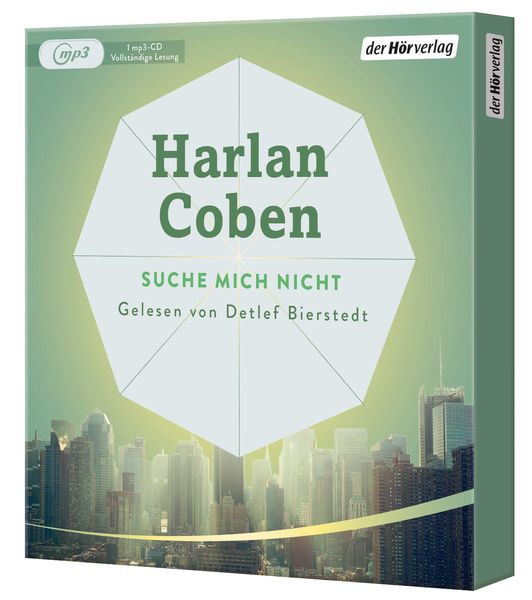 mp3
1 mp3-CD
Vollständige Lesung
der Hörverlag
Harlan
Coben
SUCHE MICH NICHT
Gelesen von Detlef Bierstedt
der Hörverlag